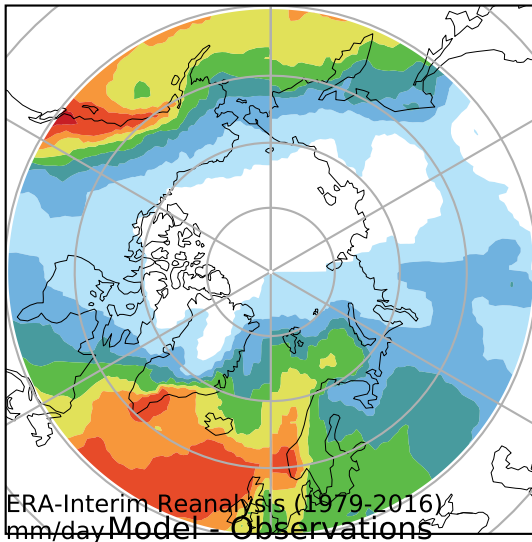 ERA-Interim Reanalysis (1979-2016)
mm/day Model - Observations